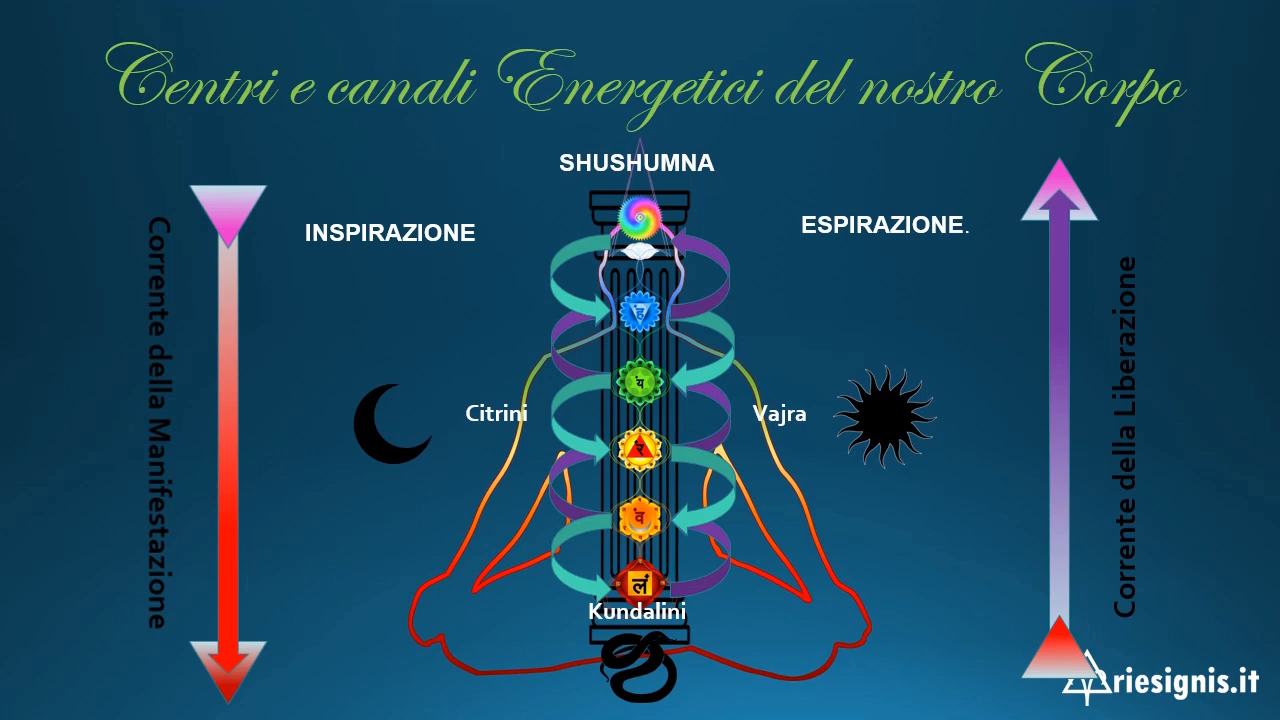 Centri e canali Energetici del nostro Corpo
SHUSHUMNA
INSPIRAZIONE
ESPIRAZIONE.
Corrente della Manifestazione
Corrente della Liberazione
Citrini
Vajra
हं
यं
रं
वं
लं
Kundalini
riesignis.it